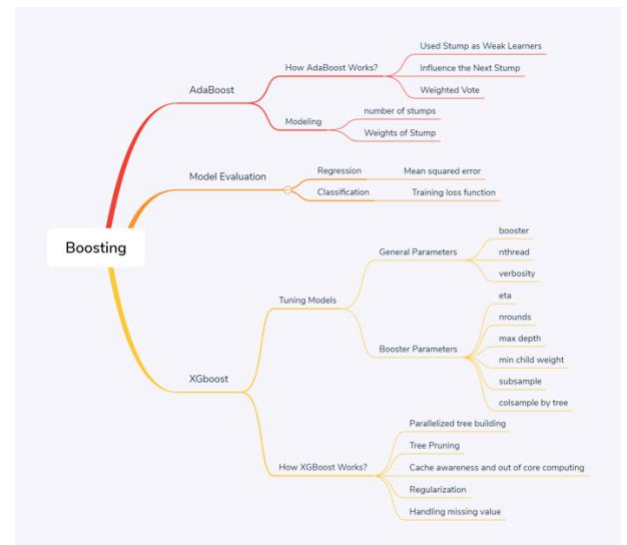 Boosting
AdaBoost
How AdaBoost Works?
Used Stump as Weak Learners
Influence the Next Stump
Weighted Vote
Modeling
number of stumps
Weights of Stump
Model Evaluation
Regression
Mean squared error
Classification
Training loss function
XGboost
Tuning Models
General Parameters
booster
nthread
verbosity
Booster Parameters
eta
nrounds
max depth
min child weight
subsample
colsample by tree
How XGBoost Works?
Parallelized tree building
Tree Pruning
Cache awareness and out of core computing
Regularization
Handling missing value